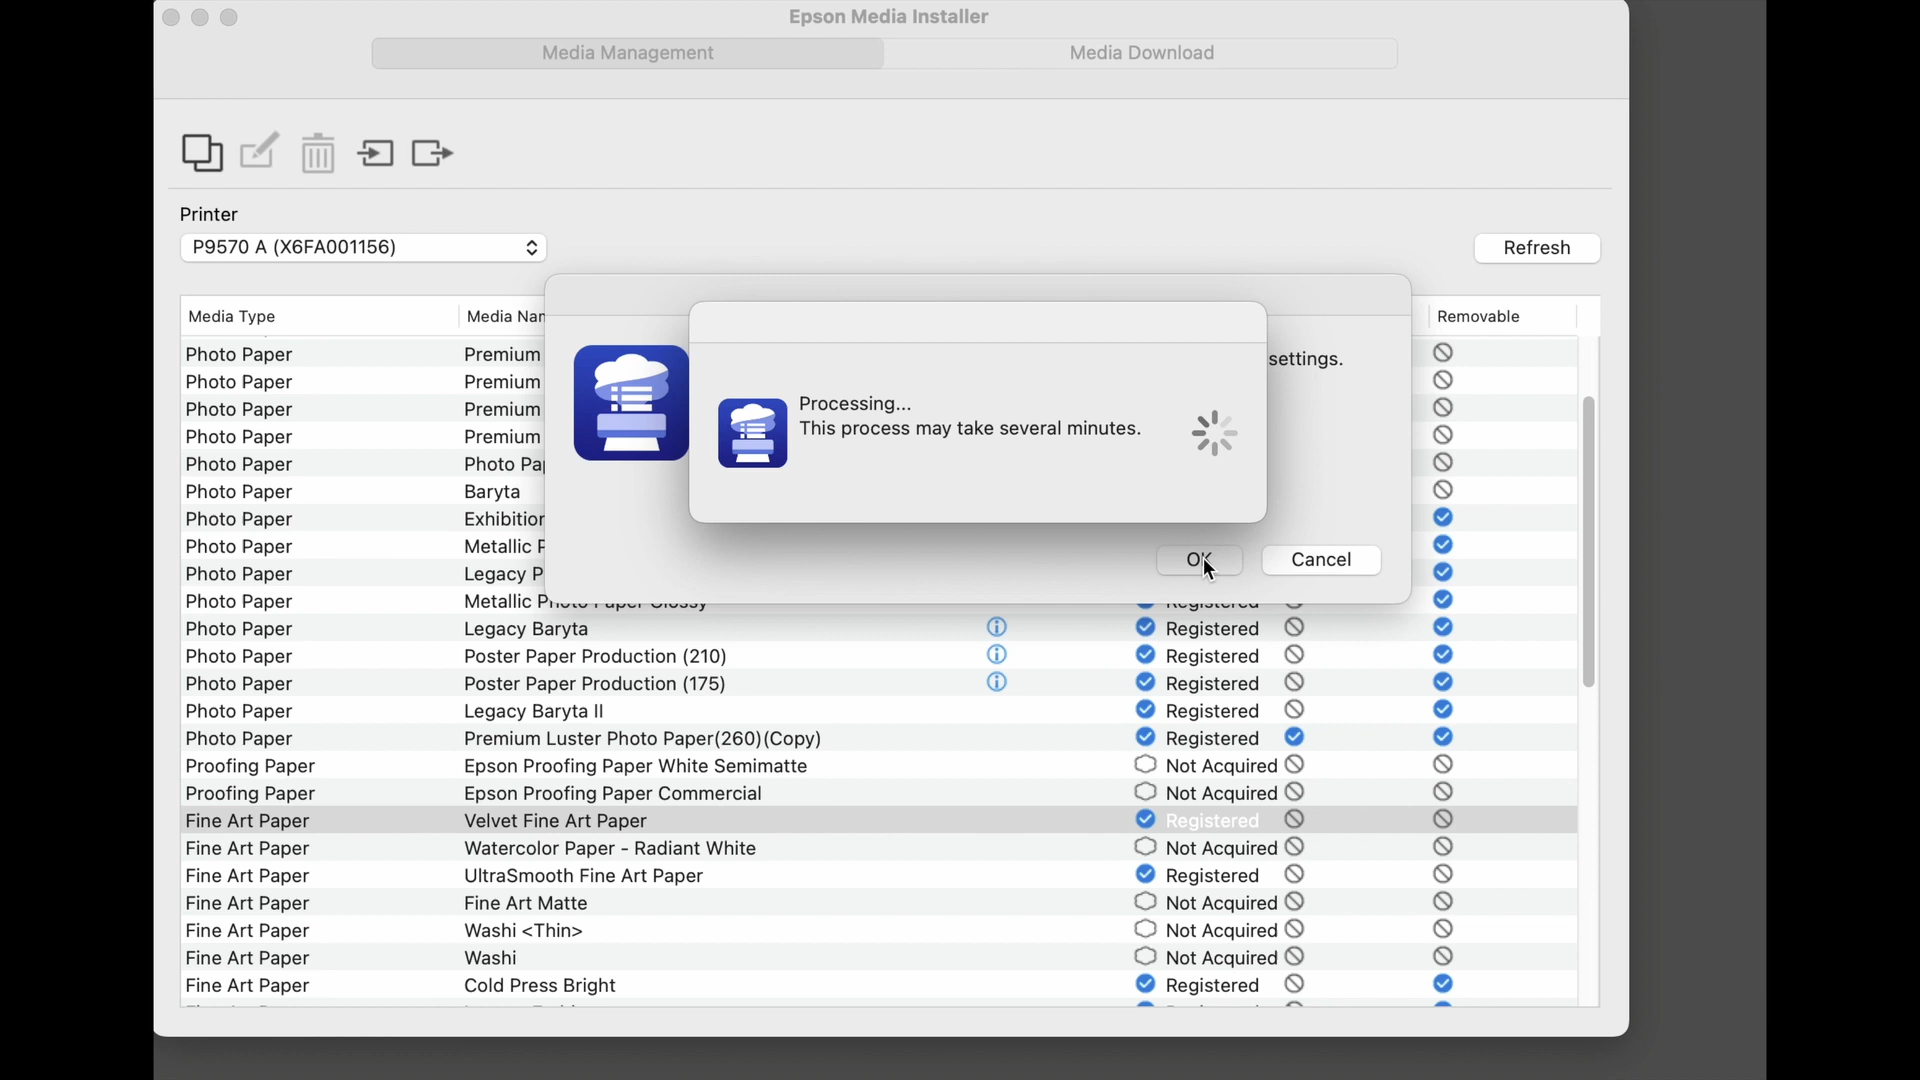 Epson Media Installer
Media Management
Media Download
Printer
P9570 A (X6FA001156)
Refresh
Media Type
Media Nam
Removable
settings.
Processing...
This process may take several minutes.
OK
Cancel
Photo Paper Premium
Photo Paper Premium
Photo Paper Premium
Photo Paper Premium
Photo Paper Photo Pap
Photo Paper Baryta
Photo Paper Exhibition
Photo Paper Metallic P
Photo Paper Legacy P
Photo Paper Metallic Photo Paper Glossy Registered
Photo Paper Legacy Baryta Registered
Photo Paper Poster Paper Production (210) Registered
Photo Paper Poster Paper Production (175) Registered
Photo Paper Legacy Baryta II Registered
Photo Paper Premium Luster Photo Paper(260)(Copy) Registered
Proofing Paper Epson Proofing Paper White Semimatte Not Acquired
Proofing Paper Epson Proofing Paper Commercial Not Acquired
Fine Art Paper Velvet Fine Art Paper Registered
Fine Art Paper Watercolor Paper - Radiant White Not Acquired
Fine Art Paper UltraSmooth Fine Art Paper Registered
Fine Art Paper Fine Art Matte Not Acquired
Fine Art Paper Washi <Thin> Not Acquired
Fine Art Paper Washi Not Acquired
Fine Art Paper Cold Press Bright Registered